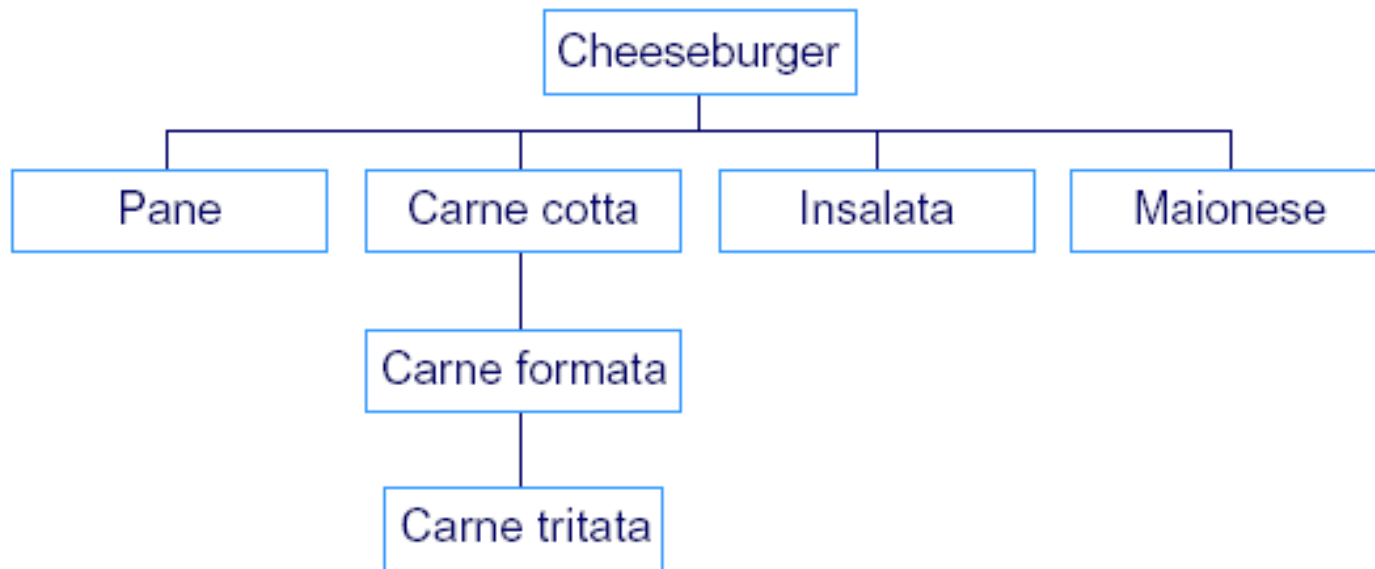 Cheeseburger
Pane
Carne cotta
Insalata
Maionese
Carne formata
Carne tritata